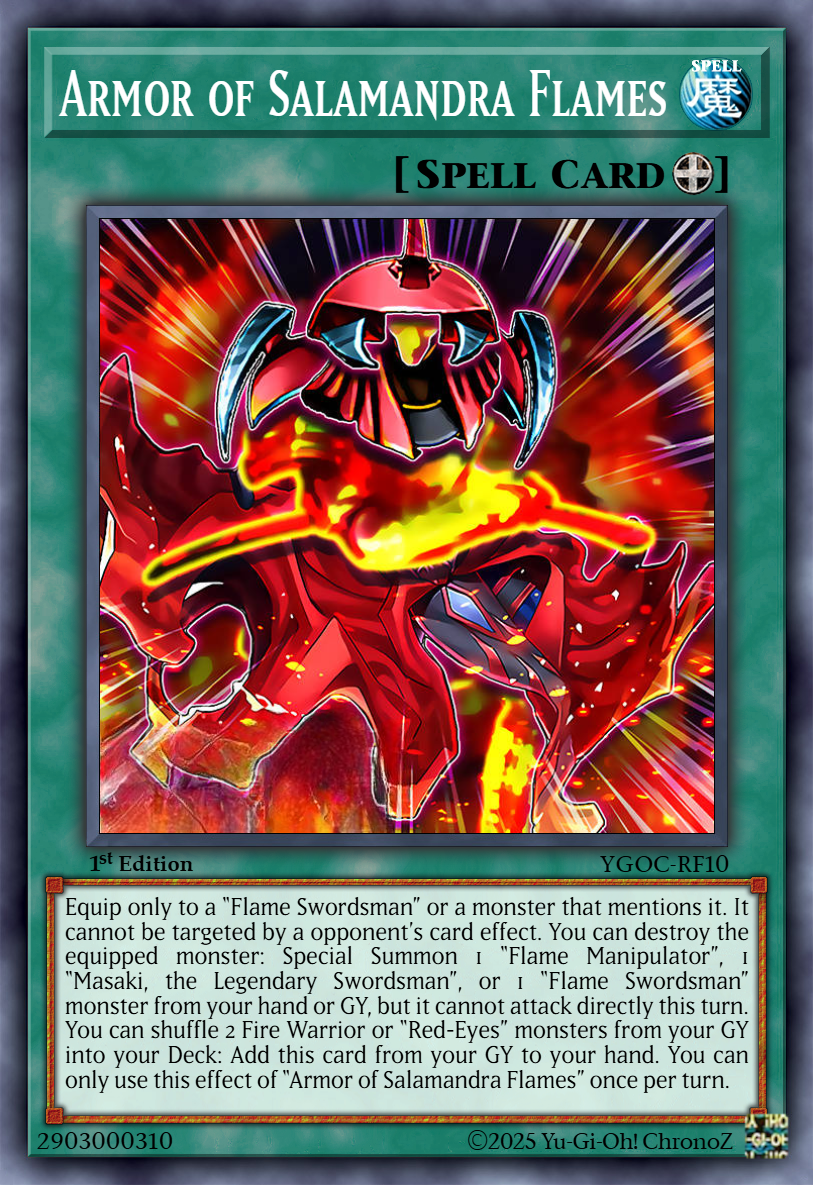 Armor of Salamandra Flames
SPELL
魔
[Spell Card]
1st Edition
YGOC-RF10
Equip only to a “Flame Swordsman” or a monster that mentions it. It
cannot be targeted by a opponent’s card effect. You can destroy the
equipped monster: Special Summon 1 “Flame Manipulator”, 1
“Masaki, the Legendary Swordsman”, or 1 “Flame Swordsman”
monster from your hand or GY, but it cannot attack directly this turn.
You can shuffle 2 Fire Warrior or “Red-Eyes” monsters from your GY
into your Deck: Add this card from your GY to your hand. You can
only use this effect of “Armor of Salamandra Flames” once per turn.
2903000310
©2025 Yu-Gi-Oh! ChronoZ